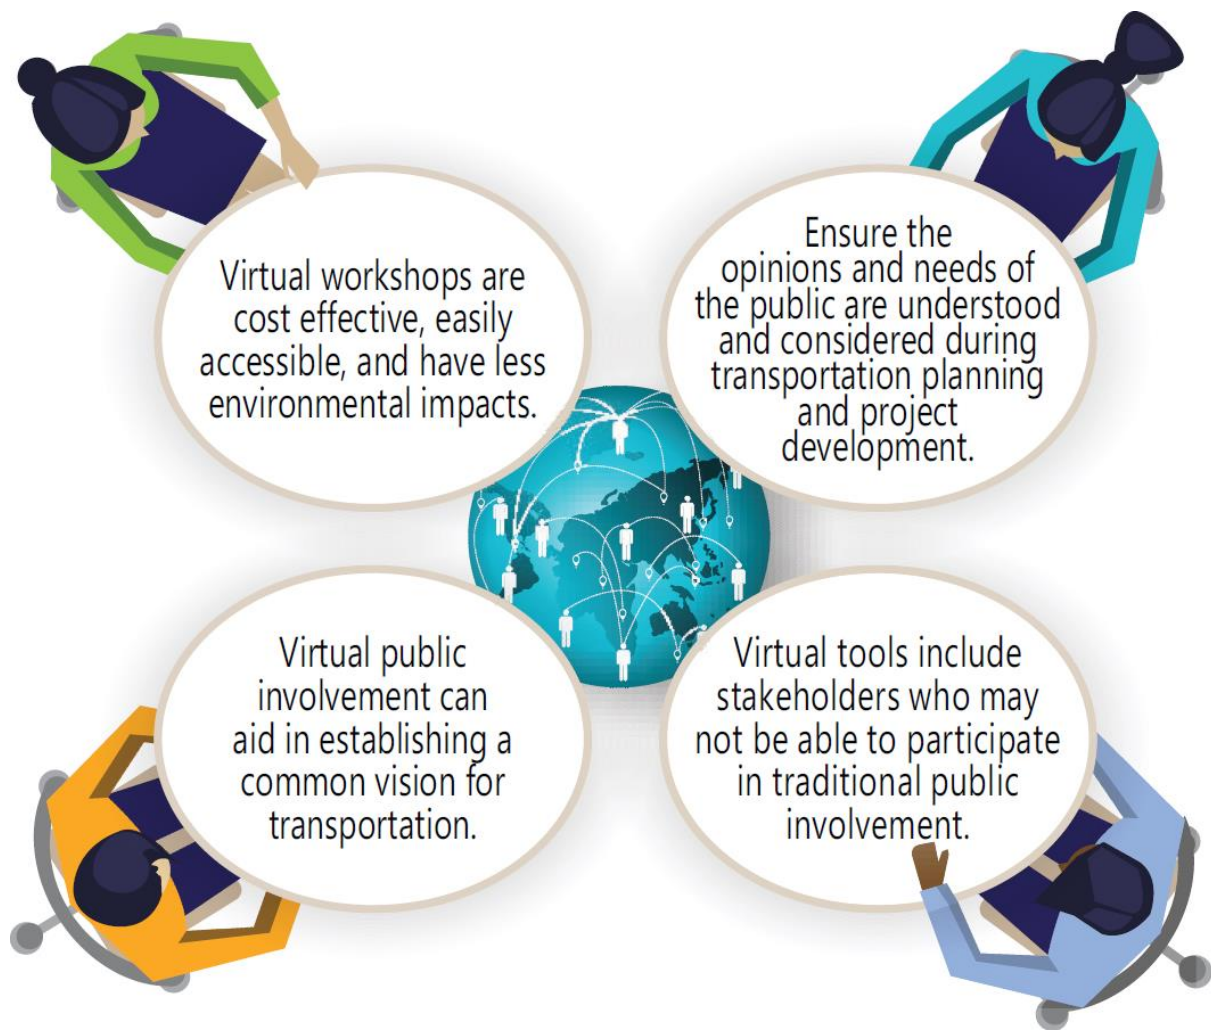 Virtual workshops are
cost effective, easily
accessible, and have less
environmental impacts.
Ensure the
opinions and needs of
the public are understood
and considered during
transportation planning
and project
development.
Virtual public
involvement can
aid in establishing a
common vision for
transportation.
Virtual tools include
stakeholders who may
not be able to participate
in traditional public
involvement.